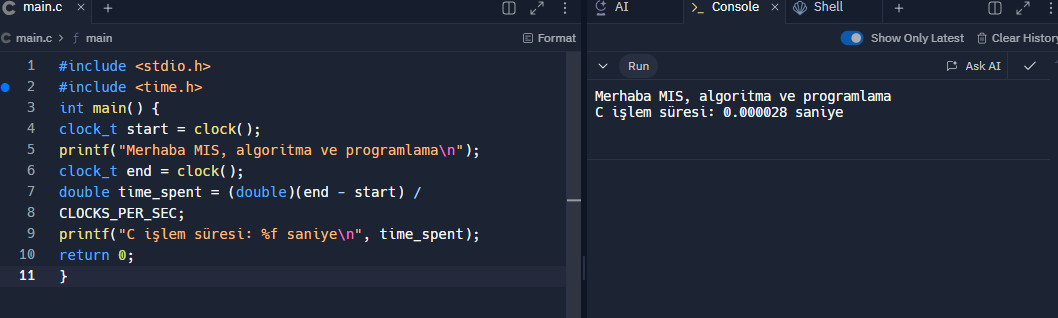 main.c
AI
Console
Shell
main.c > main
Format
Show Only Latest
Clear History
Run
Ask AI
1 #include <stdio.h>
2 #include <time.h>
3 int main() {
4 clock_t start = clock();
5 printf("Merhaba MIS, algoritma ve programlama\n");
6 clock_t end = clock();
7 double time_spent = (double)(end - start) /
8 CLOCKS_PER_SEC;
9 printf("C işlem süresi: %f saniye\n", time_spent);
10 return 0;
11 }
Merhaba MIS, algoritma ve programlama
C işlem süresi: 0.000028 saniye